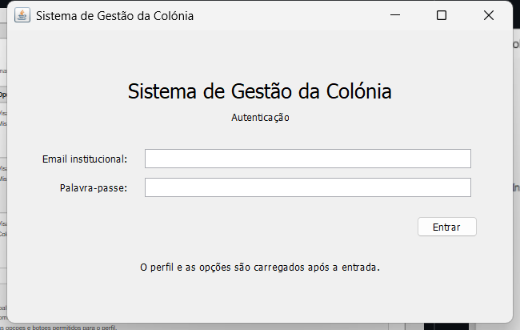 Sistema de Gestão da Colónia
Sistema de Gestão da Colónia
Autenticação
Email institucional:
Palavra-passe:
Entrar
O perfil e as opções são carregados após a entrada.